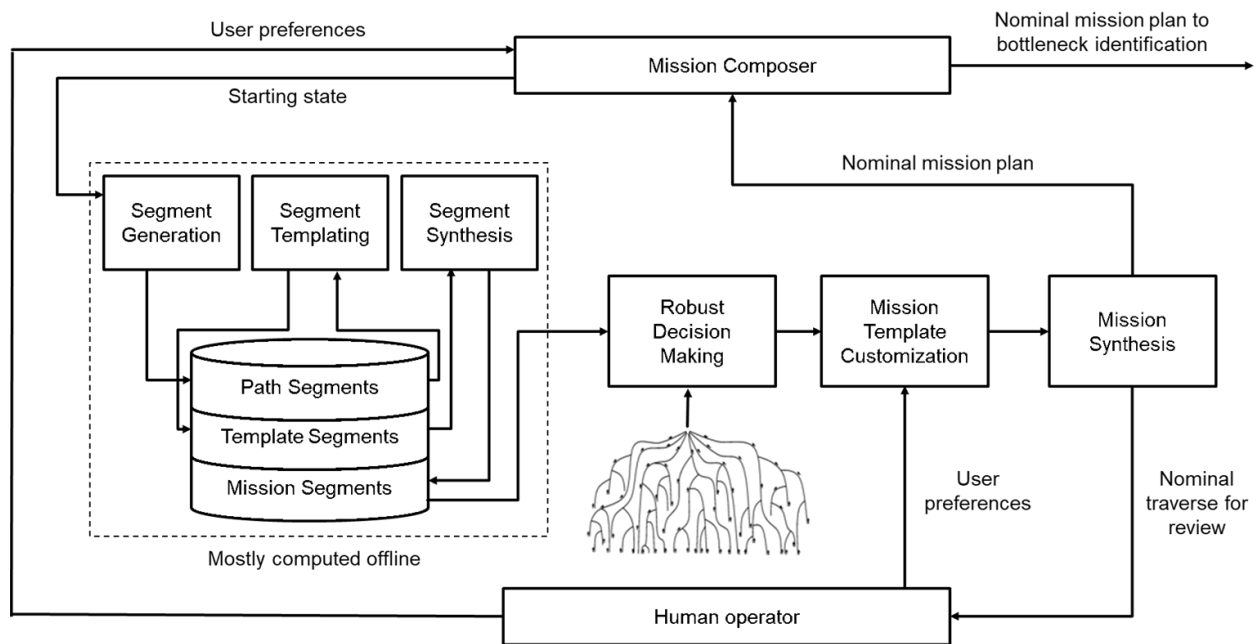 User preferences
Nominal mission plan to
bottleneck identification
Mission Composer
Starting state
Nominal mission plan
Segment
Generation
Segment
Templating
Segment
Synthesis
Robust
Decision
Making
Mission
Template
Customization
Mission
Synthesis
Path Segments
Template Segments
Mission Segments
User
preferences
Nominal
traverse for
review
Mostly computed offline
Human operator